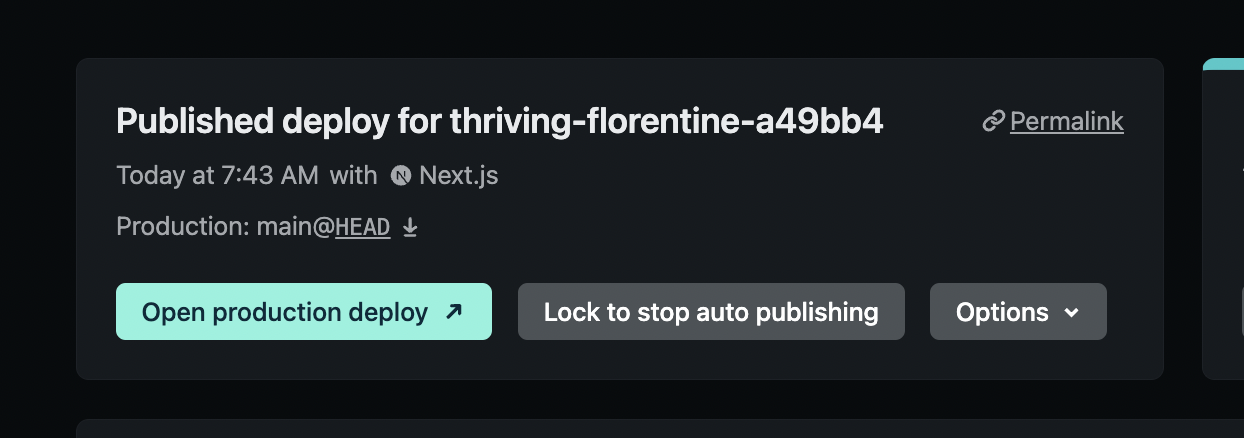 Published deploy for thriving-florentine-a49bb4
Permalink
Today at 7:43 AM with Next.js
Production: main@HEAD
Open production deploy
Lock to stop auto publishing
Options